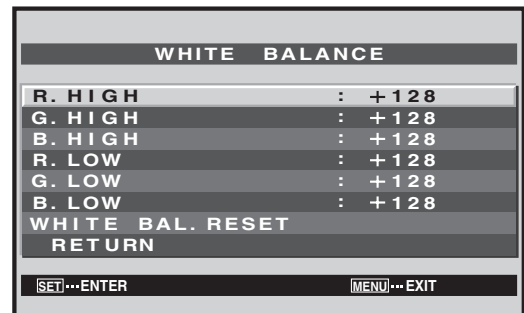 WHITE BALANCE
R. HIGH : +128
G. HIGH : +128
B. HIGH : +128
R. LOW : +128
G. LOW : +128
B. LOW : +128
WHITE BAL. RESET
RETURN
SET···ENTER MENU···EXIT